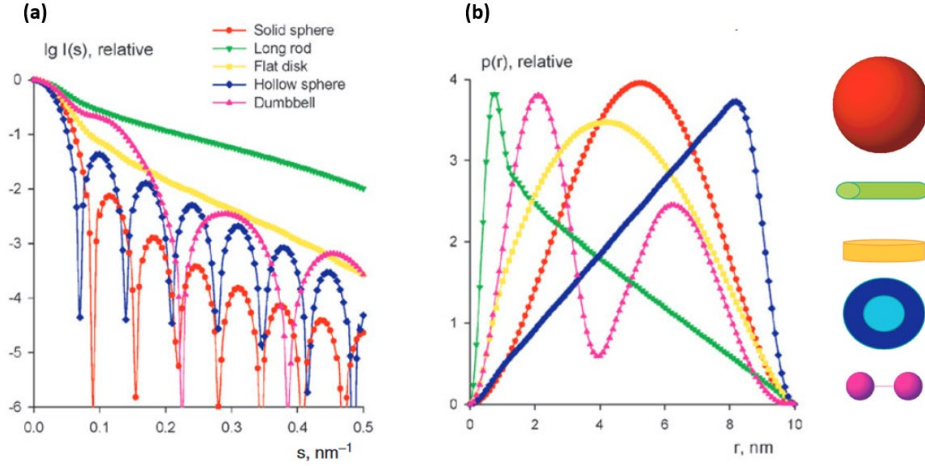 (a)
lg I(s), relative
Solid sphere
Long rod
Flat disk
Hollow sphere
Dumbbell
0
-1
-2
-3
-4
-5
-6
0.0 0.1 0.2 0.3 0.4 0.5
s, nm⁻¹
(b)
p(r), relative
4
3
2
1
0
0 2 4 6 8 10
r, nm